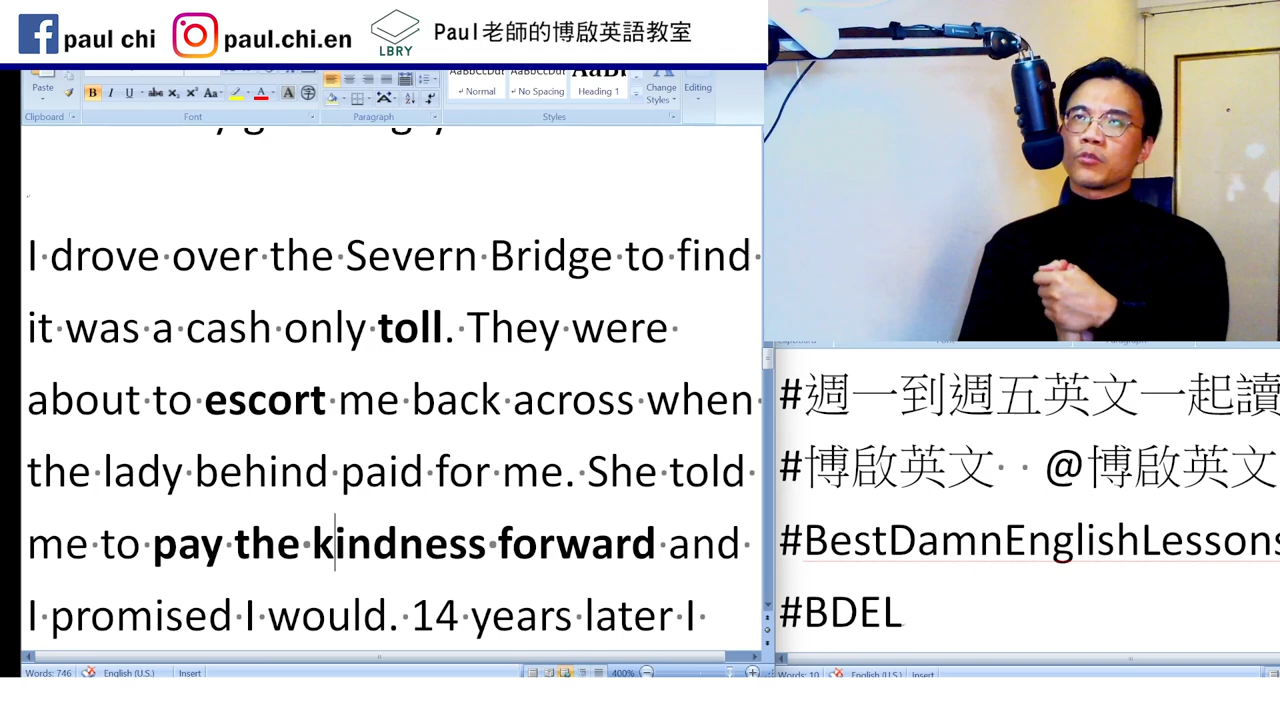 paul chi
paul.chi.en
LBRY
Paul老師的博啟英語教室
Paste
Clipboard
Font
Paragraph
AaBbCcDdE
Normal
AaBbCcDdE
No Spacing
Heading 1
Change Styles
Styles
Editing
I drove over the Severn Bridge to find
it was a cash only toll. They were
about to escort me back across when
the lady behind paid for me. She told
me to pay the kindness forward and
I promised I would. 14 years later I
Words: 746
English (U.S.)
Insert
400%
#週一到週五英文一起讀
#博啟英文 @博啟英文
#BestDamnEnglishLessons
#BDEL
Words: 10
English (U.S.)
Insert